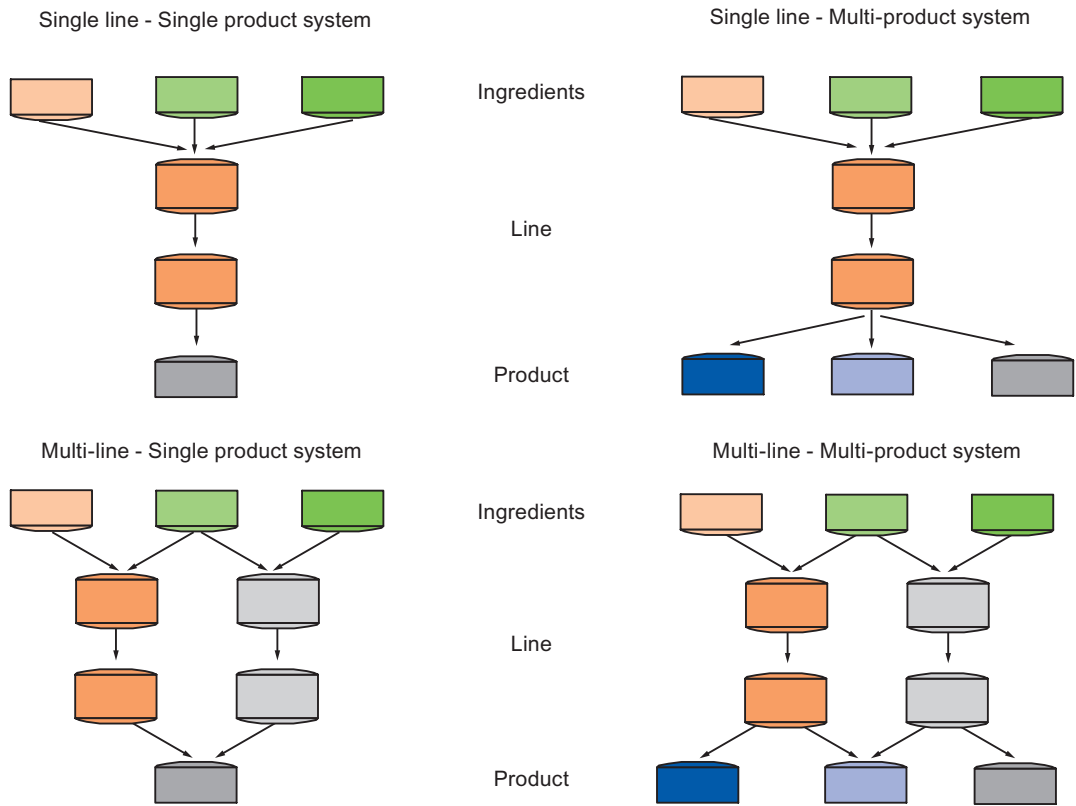 Single line - Single product system
Single line - Multi-product system
Ingredients
Line
Product
Multi-line - Single product system
Multi-line - Multi-product system
Ingredients
Line
Product